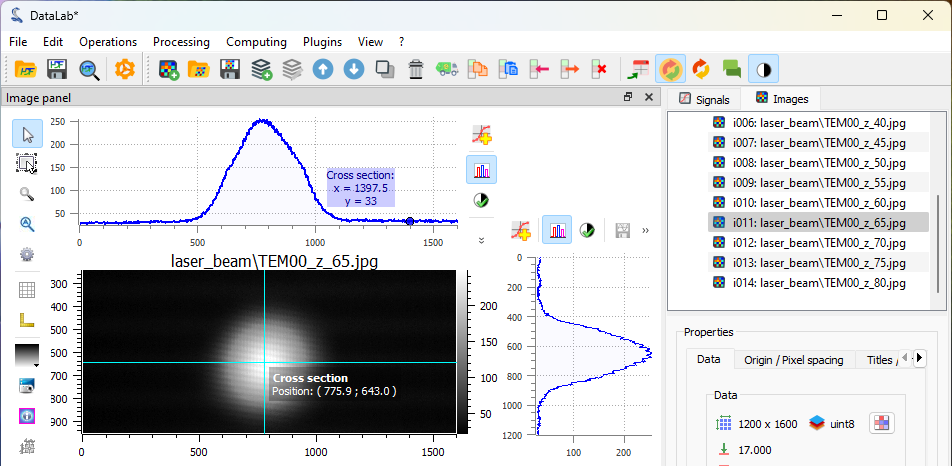 DataLab*
File Edit Operations Processing Computing Plugins View ?
Image panel
250
200
150
100
50
0 500 1000 1500
Cross section:
x = 1397.5
y = 33
laser_beam\TEM00_z_65.jpg
300
400
500
600
700
800
900
0 500 1000 1500
Cross section
Position: ( 775.9 ; 643.0 )
200
150
100
50
0
200
400
600
800
1000
1200
100 200
Signals Images
i006: laser_beam\TEM00_z_40.jpg
i007: laser_beam\TEM00_z_45.jpg
i008: laser_beam\TEM00_z_50.jpg
i009: laser_beam\TEM00_z_55.jpg
i010: laser_beam\TEM00_z_60.jpg
i011: laser_beam\TEM00_z_65.jpg
i012: laser_beam\TEM00_z_70.jpg
i013: laser_beam\TEM00_z_75.jpg
i014: laser_beam\TEM00_z_80.jpg
Properties
Data Origin / Pixel spacing Titles /
Data
1200 x 1600 uint8
17.000